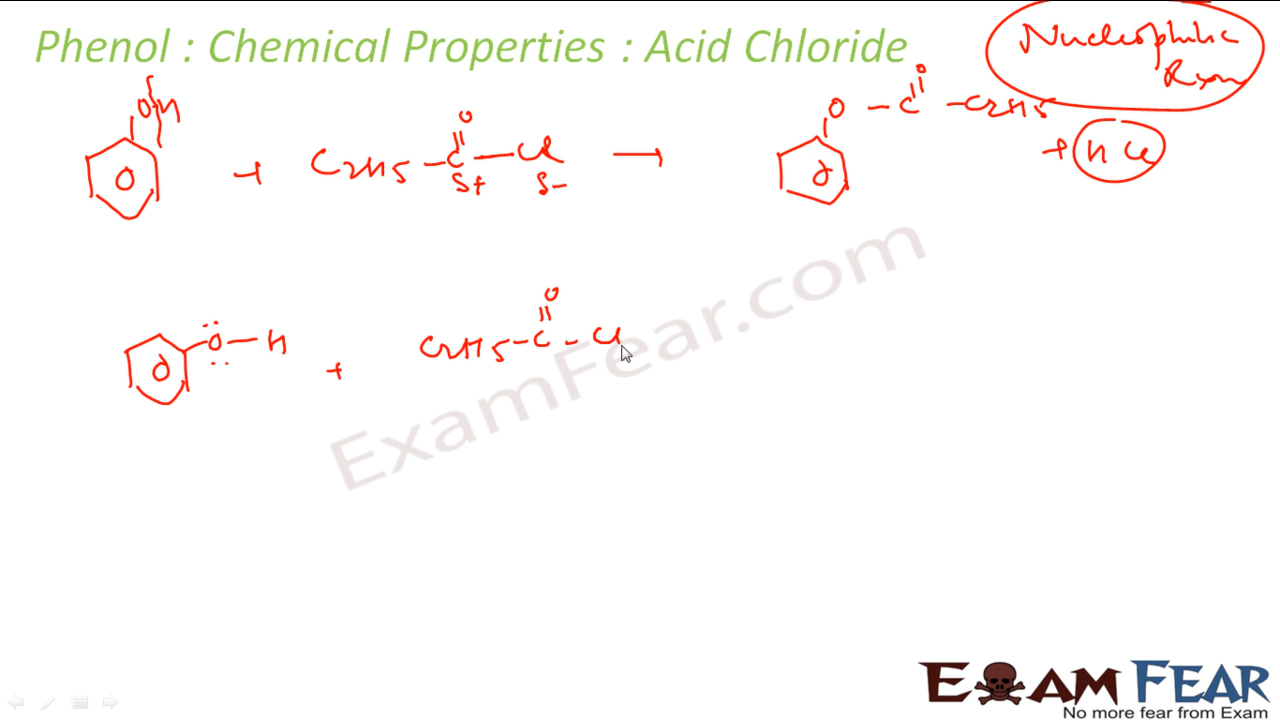 Phenol : Chemical Properties : Acid Chloride
Nucleophilic
Rxn
OH
+ C2H5 - C - Cl →
O
δ+ δ-
O - C - C2H5
O
+ HCl
O - H + C2H5 - C - Cl
O
ExamFear.com
EXAM FEAR
No more fear from Exam